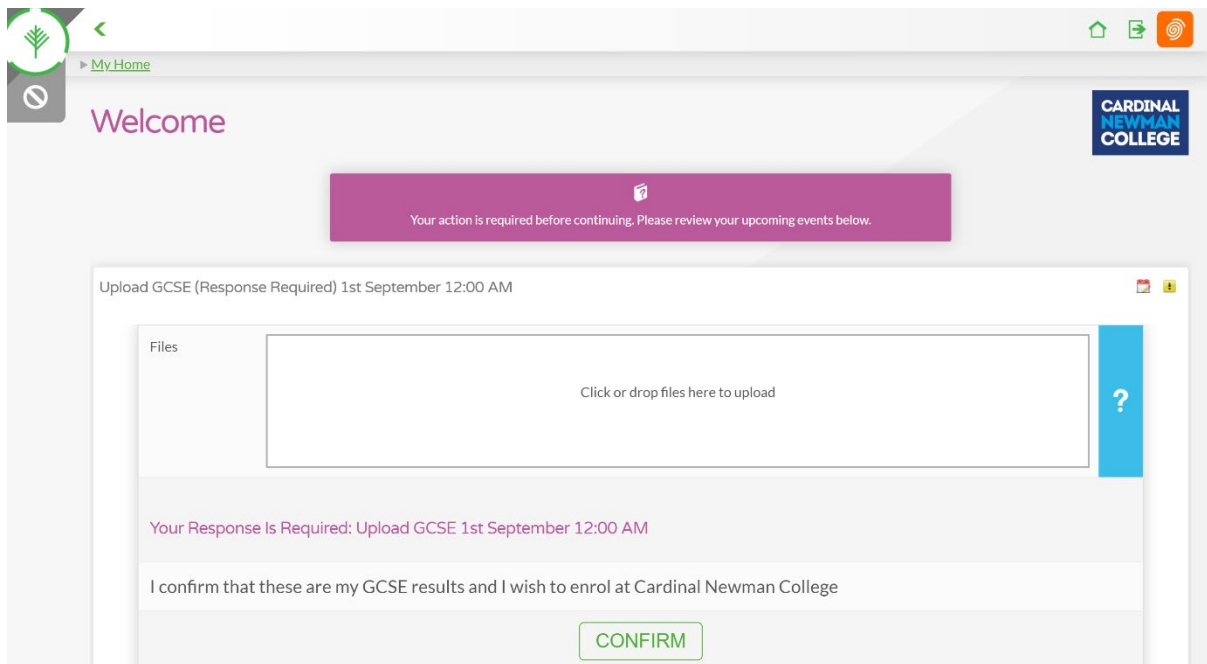 My Home
Welcome
CARDINAL
NEWMAN
COLLEGE
Your action is required before continuing. Please review your upcoming events below.
Upload GCSE (Response Required) 1st September 12:00 AM
Files
Click or drop files here to upload
?
Your Response Is Required: Upload GCSE 1st September 12:00 AM
I confirm that these are my GCSE results and I wish to enrol at Cardinal Newman College
CONFIRM